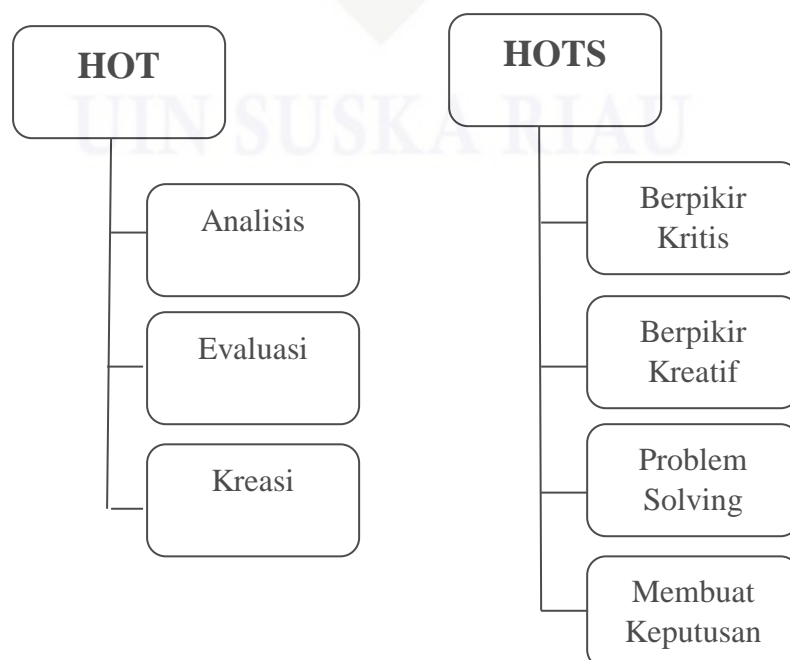 HOT
Analisis
Evaluasi
Kreasi
HOTS
Berpikir
Kritis
Berpikir
Kreatif
Problem
Solving
Membuat
Keputusan
UIN SUSKA RIAU